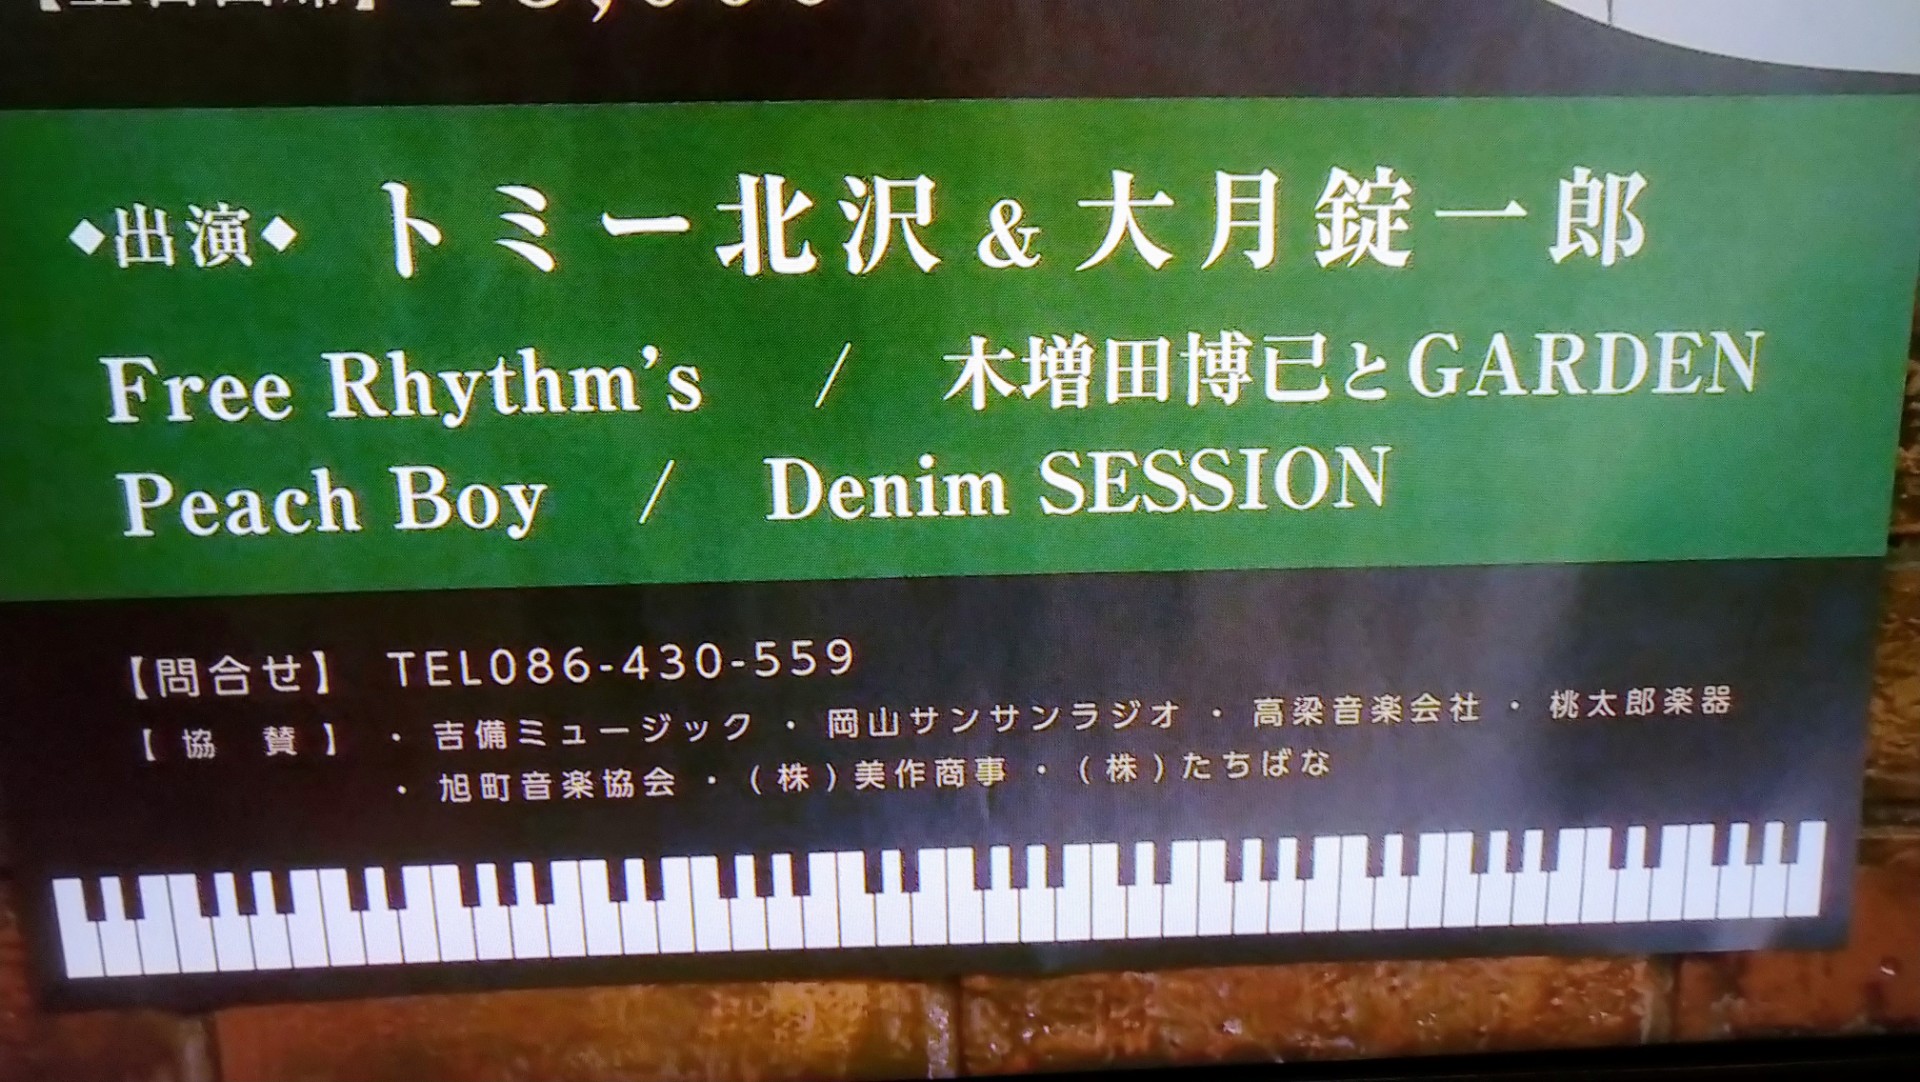 ◆出演◆ トミー北沢&大月錠一郎
Free Rhythm's / 木増田博已とGARDEN
Peach Boy / Denim SESSION
【問合せ】 TEL086-430-559
【協 賛】 ・吉備ミュージック ・岡山サンサンラジオ ・高梁音楽会社 ・桃太郎楽器
・旭町音楽協会 ・(株)美作商事 ・(株)たちばな